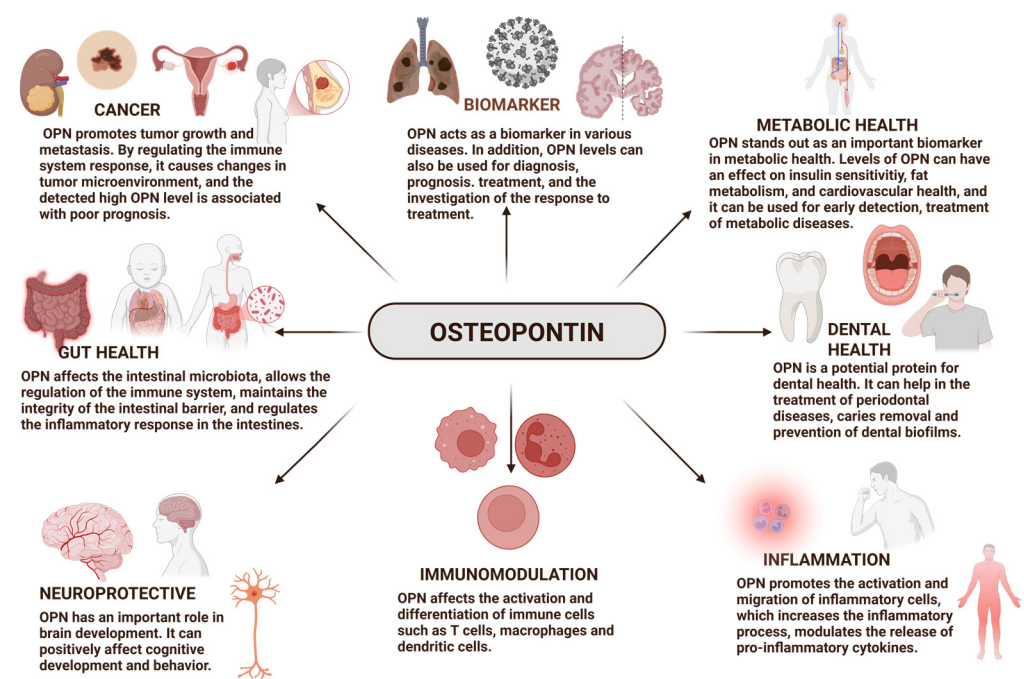 CANCER
OPN promotes tumor growth and
metastasis. By regulating the immune
system response, it causes changes in
tumor microenvironment, and the
detected high OPN level is associated
with poor prognosis.
BIOMARKER
OPN acts as a biomarker in various
diseases. In addition, OPN levels can
also be used for diagnosis,
prognosis. treatment, and the
investigation of the response to
treatment.
METABOLIC HEALTH
OPN stands out as an important biomarker
in metabolic health. Levels of OPN can have
an effect on insulin sensitivitiy, fat
metabolism, and cardiovascular health, and
it can be used for early detection, treatment
of metabolic diseases.
GUT HEALTH
OPN affects the intestinal microbiota, allows the
regulation of the immune system, maintains the
integrity of the intestinal barrier, and regulates
the inflammatory response in the intestines.
OSTEOPONTIN
DENTAL
HEALTH
OPN is a potential protein for
dental health. It can help in the
treatment of periodontal
diseases, caries removal and
prevention of dental biofilms.
NEUROPROTECTIVE
OPN has an important role in
brain development. It can
positively affect cognitive
development and behavior.
IMMUNOMODULATION
OPN affects the activation and
differentiation of immune cells
such as T cells, macrophages and
dendritic cells.
INFLAMMATION
OPN promotes the activation and
migration of inflammatory cells,
which increases the inflammatory
process, modulates the release of
pro-inflammatory cytokines.